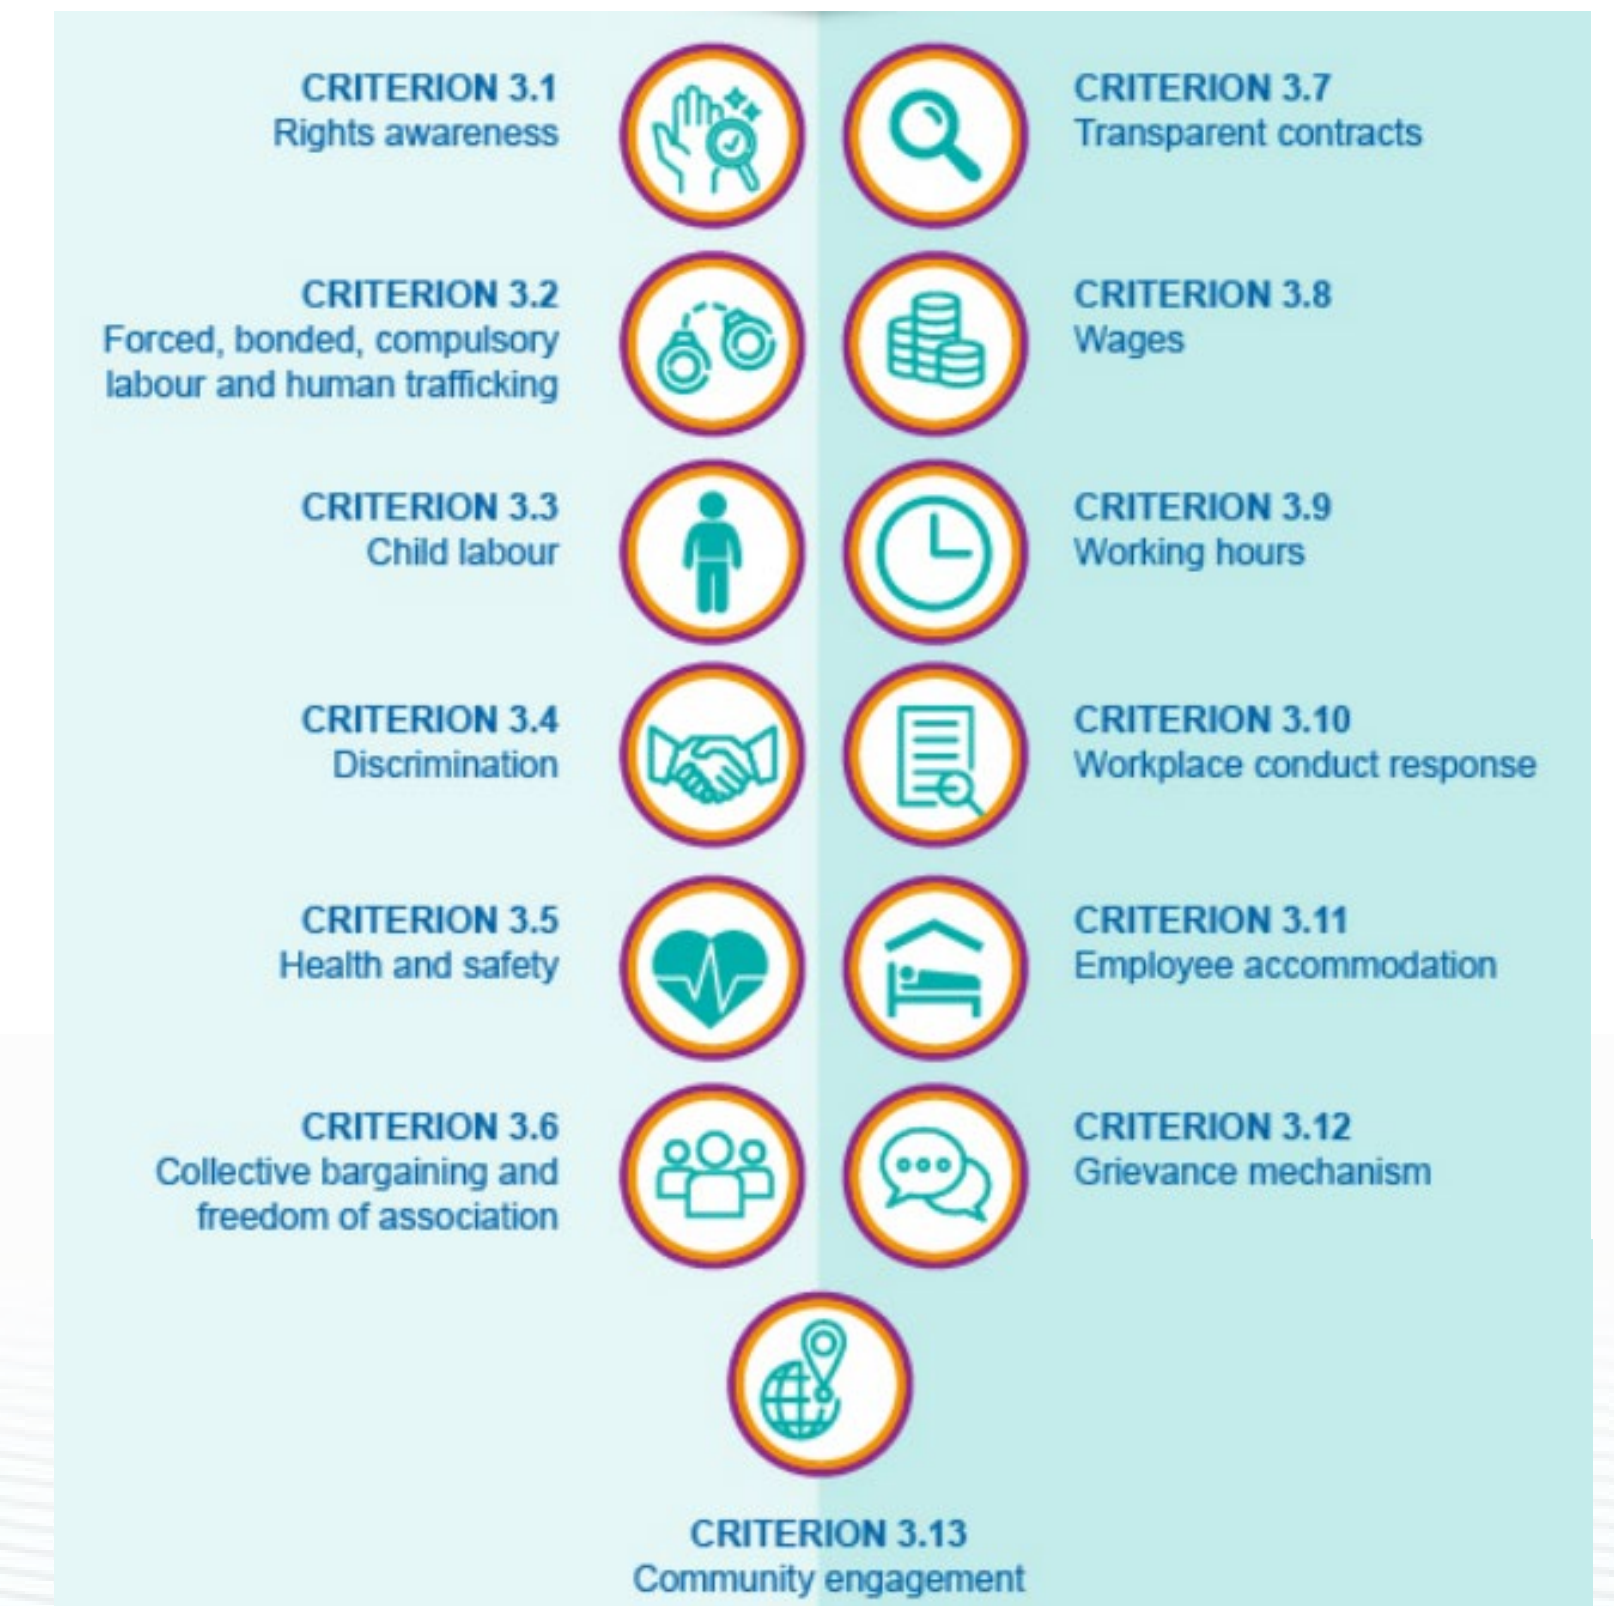 CRITERION 3.1
Rights awareness
CRITERION 3.2
Forced, bonded, compulsory
labour and human trafficking
CRITERION 3.3
Child labour
CRITERION 3.4
Discrimination
CRITERION 3.5
Health and safety
CRITERION 3.6
Collective bargaining and
freedom of association
CRITERION 3.7
Transparent contracts
CRITERION 3.8
Wages
CRITERION 3.9
Working hours
CRITERION 3.10
Workplace conduct response
CRITERION 3.11
Employee accommodation
CRITERION 3.12
Grievance mechanism
CRITERION 3.13
Community engagement